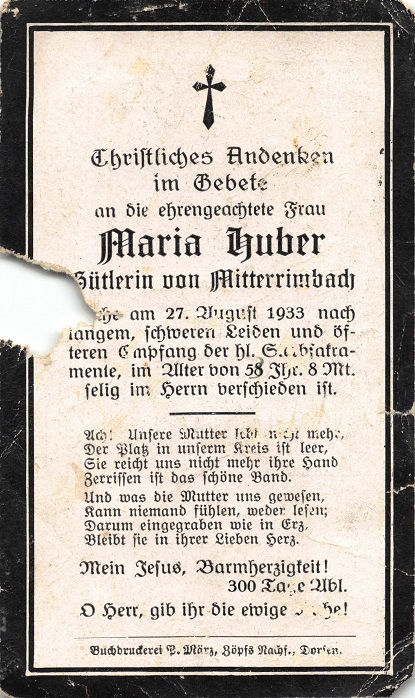 Christliches Andenken
im Gebete
an die ehrengeachtete Frau
Maria Huber
Gütlerin von Mitterrimbach
am 27. August 1933 nach
langem, schweren Leiden und öf-
teren Empfang der hl. Sterbsakra-
mente, im Alter von 58 Jhr. 8 Mt.
selig im Herrn verschieden ist.
Ach! Unsere Mutter lebt nicht mehr,
Der Platz in unserm Kreis ist leer,
Sie reicht uns nicht mehr ihre Hand
Zerrissen ist das schöne Band.
Und was die Mutter uns gewesen,
Kann niemand fühlen, weder lesen;
Darum eingegraben wie in Erz,
Bleibt sie in ihrer Lieben Herz.
Mein Jesus, Barmherzigkeit!
300 Tage Abl.
O Herr, gib ihr die ewige Ruhe!
Buchdruckerei P. März, Zöpfs Nachf., Dorfen.